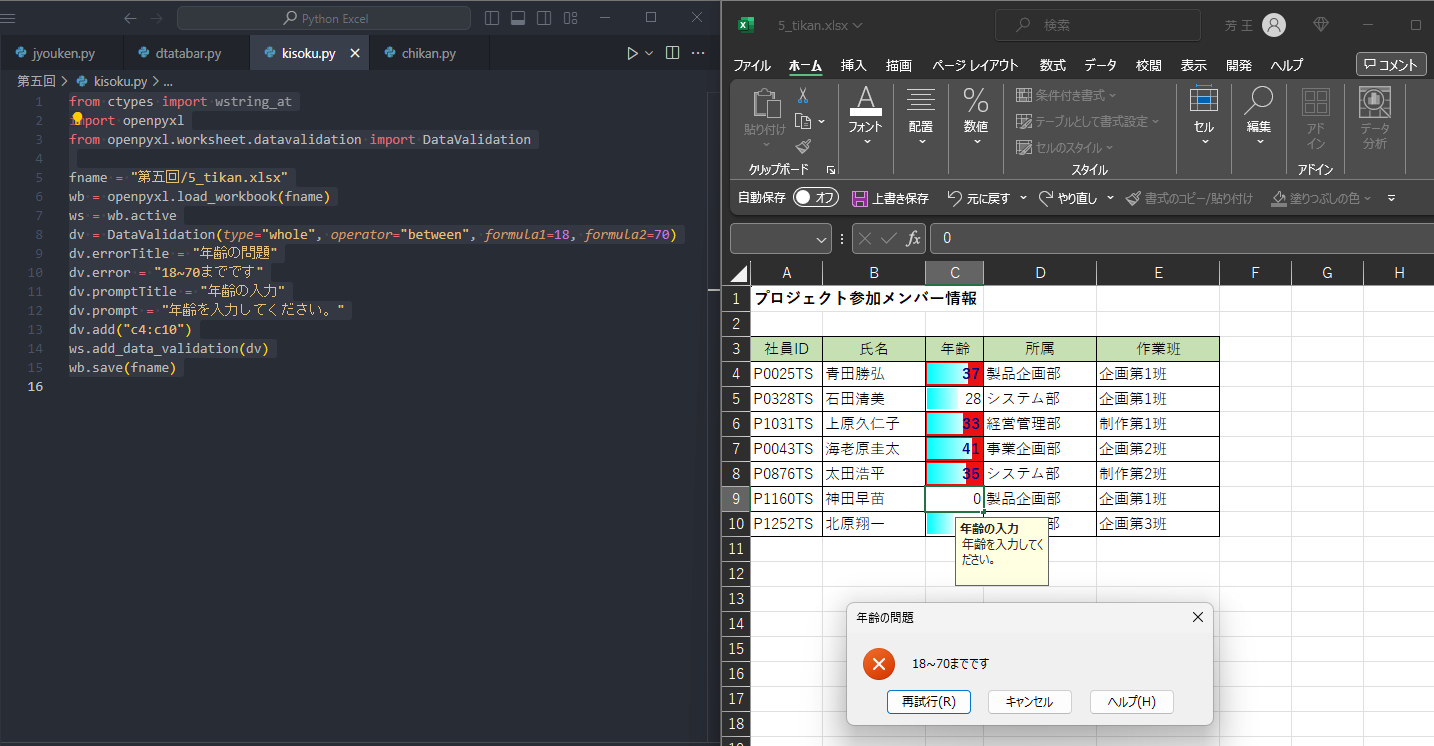 Python Excel
jyouken.py
dtatabar.py
kisoku.py
chikan.py
第五回 > kisoku.py > ...
1 from ctypes import wstring_at
2 import openpyxl
3 from openpyxl.worksheet.datavalidation import DataValidation
4
5 fname = "第五回/5_tikan.xlsx"
6 wb = openpyxl.load_workbook(fname)
7 ws = wb.active
8 dv = DataValidation(type="whole", operator="between", formula1=18, formula2=70)
9 dv.errorTitle = "年齢の問題"
10 dv.error = "18~70までです"
11 dv.promptTitle = "年齢の入力"
12 dv.prompt = "年齢を入力してください。"
13 dv.add("c4:c10")
14 ws.add_data_validation(dv)
15 wb.save(fname)
16
5_tikan.xlsx
検索
芳 王
ファイル ホーム 挿入 描画 ページ レイアウト 数式 データ 校閲 表示 開発 ヘルプ
コメント
貼り付け
クリップボード
フォント
配置
数値
条件付き書式
テーブルとして書式設定
セルのスタイル
スタイル
セル
編集
アド
イン
アドイン
データ
分析
自動保存 オフ 上書き保存 元に戻す やり直し 書式のコピー/貼り付け 塗りつぶしの色
fx 0
A B C D E F G H
1 プロジェクト参加メンバー情報
2
3 社員ID 氏名 年齢 所属 作業班
4 P0025TS 青田勝弘 37 製品企画部 企画第1班
5 P0328TS 石田清美 28 システム部 企画第1班
6 P1031TS 上原久仁子 33 経営管理部 制作第1班
7 P0043TS 海老原圭太 41 事業企画部 企画第2班
8 P0876TS 太田浩平 35 システム部 制作第2班
9 P1160TS 神田早苗 0 製品企画部 企画第1班
10 P1252TS 北原翔一 部 企画第3班
年齢の入力
年齢を入力してく
ださい。
11
12
13
14
15
16
17
18
年齢の問題
18~70までです
再試行(R)
キャンセル
ヘルプ(H)